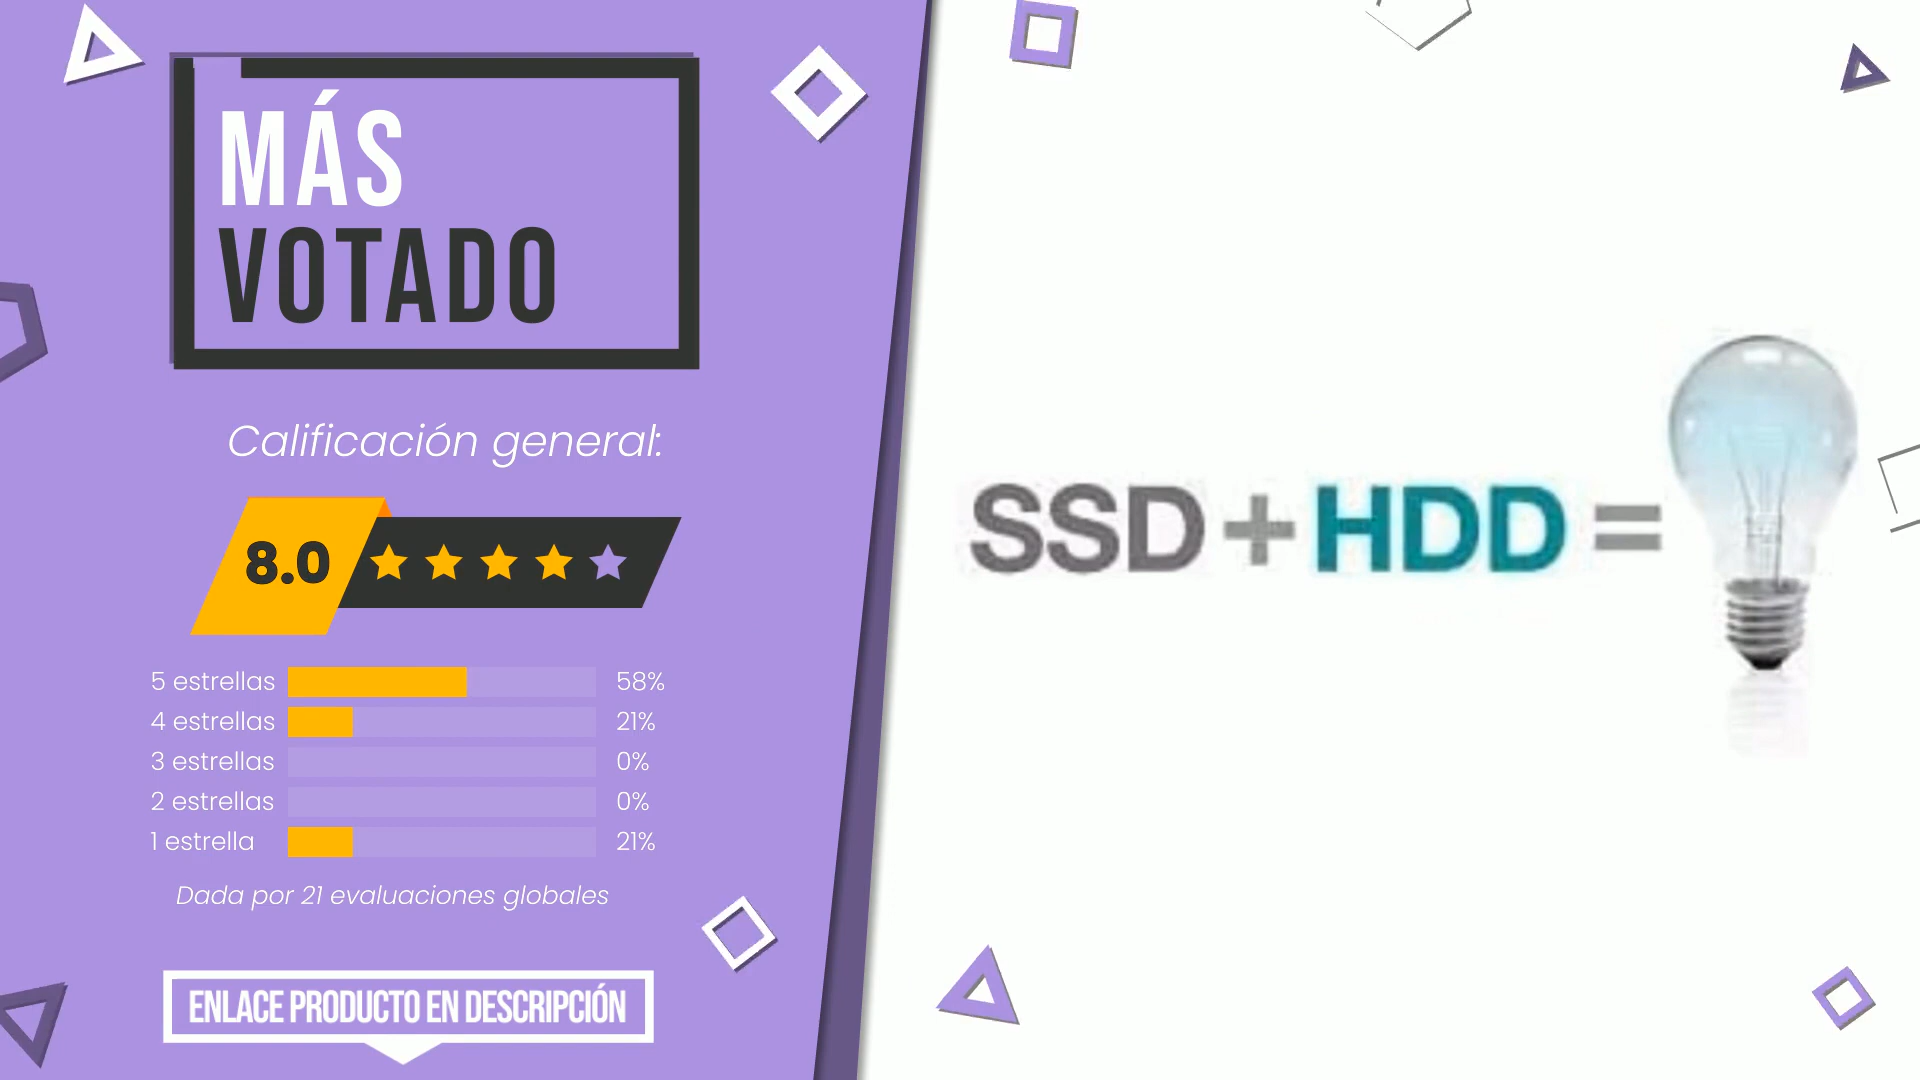 MÁS
VOTADO
Calificación general:
8.0
5 estrellas 58%
4 estrellas 21%
3 estrellas 0%
2 estrellas 0%
1 estrella 21%
Dada por 21 evaluaciones globales
ENLACE PRODUCTO EN DESCRIPCIÓN
SSD + HDD =